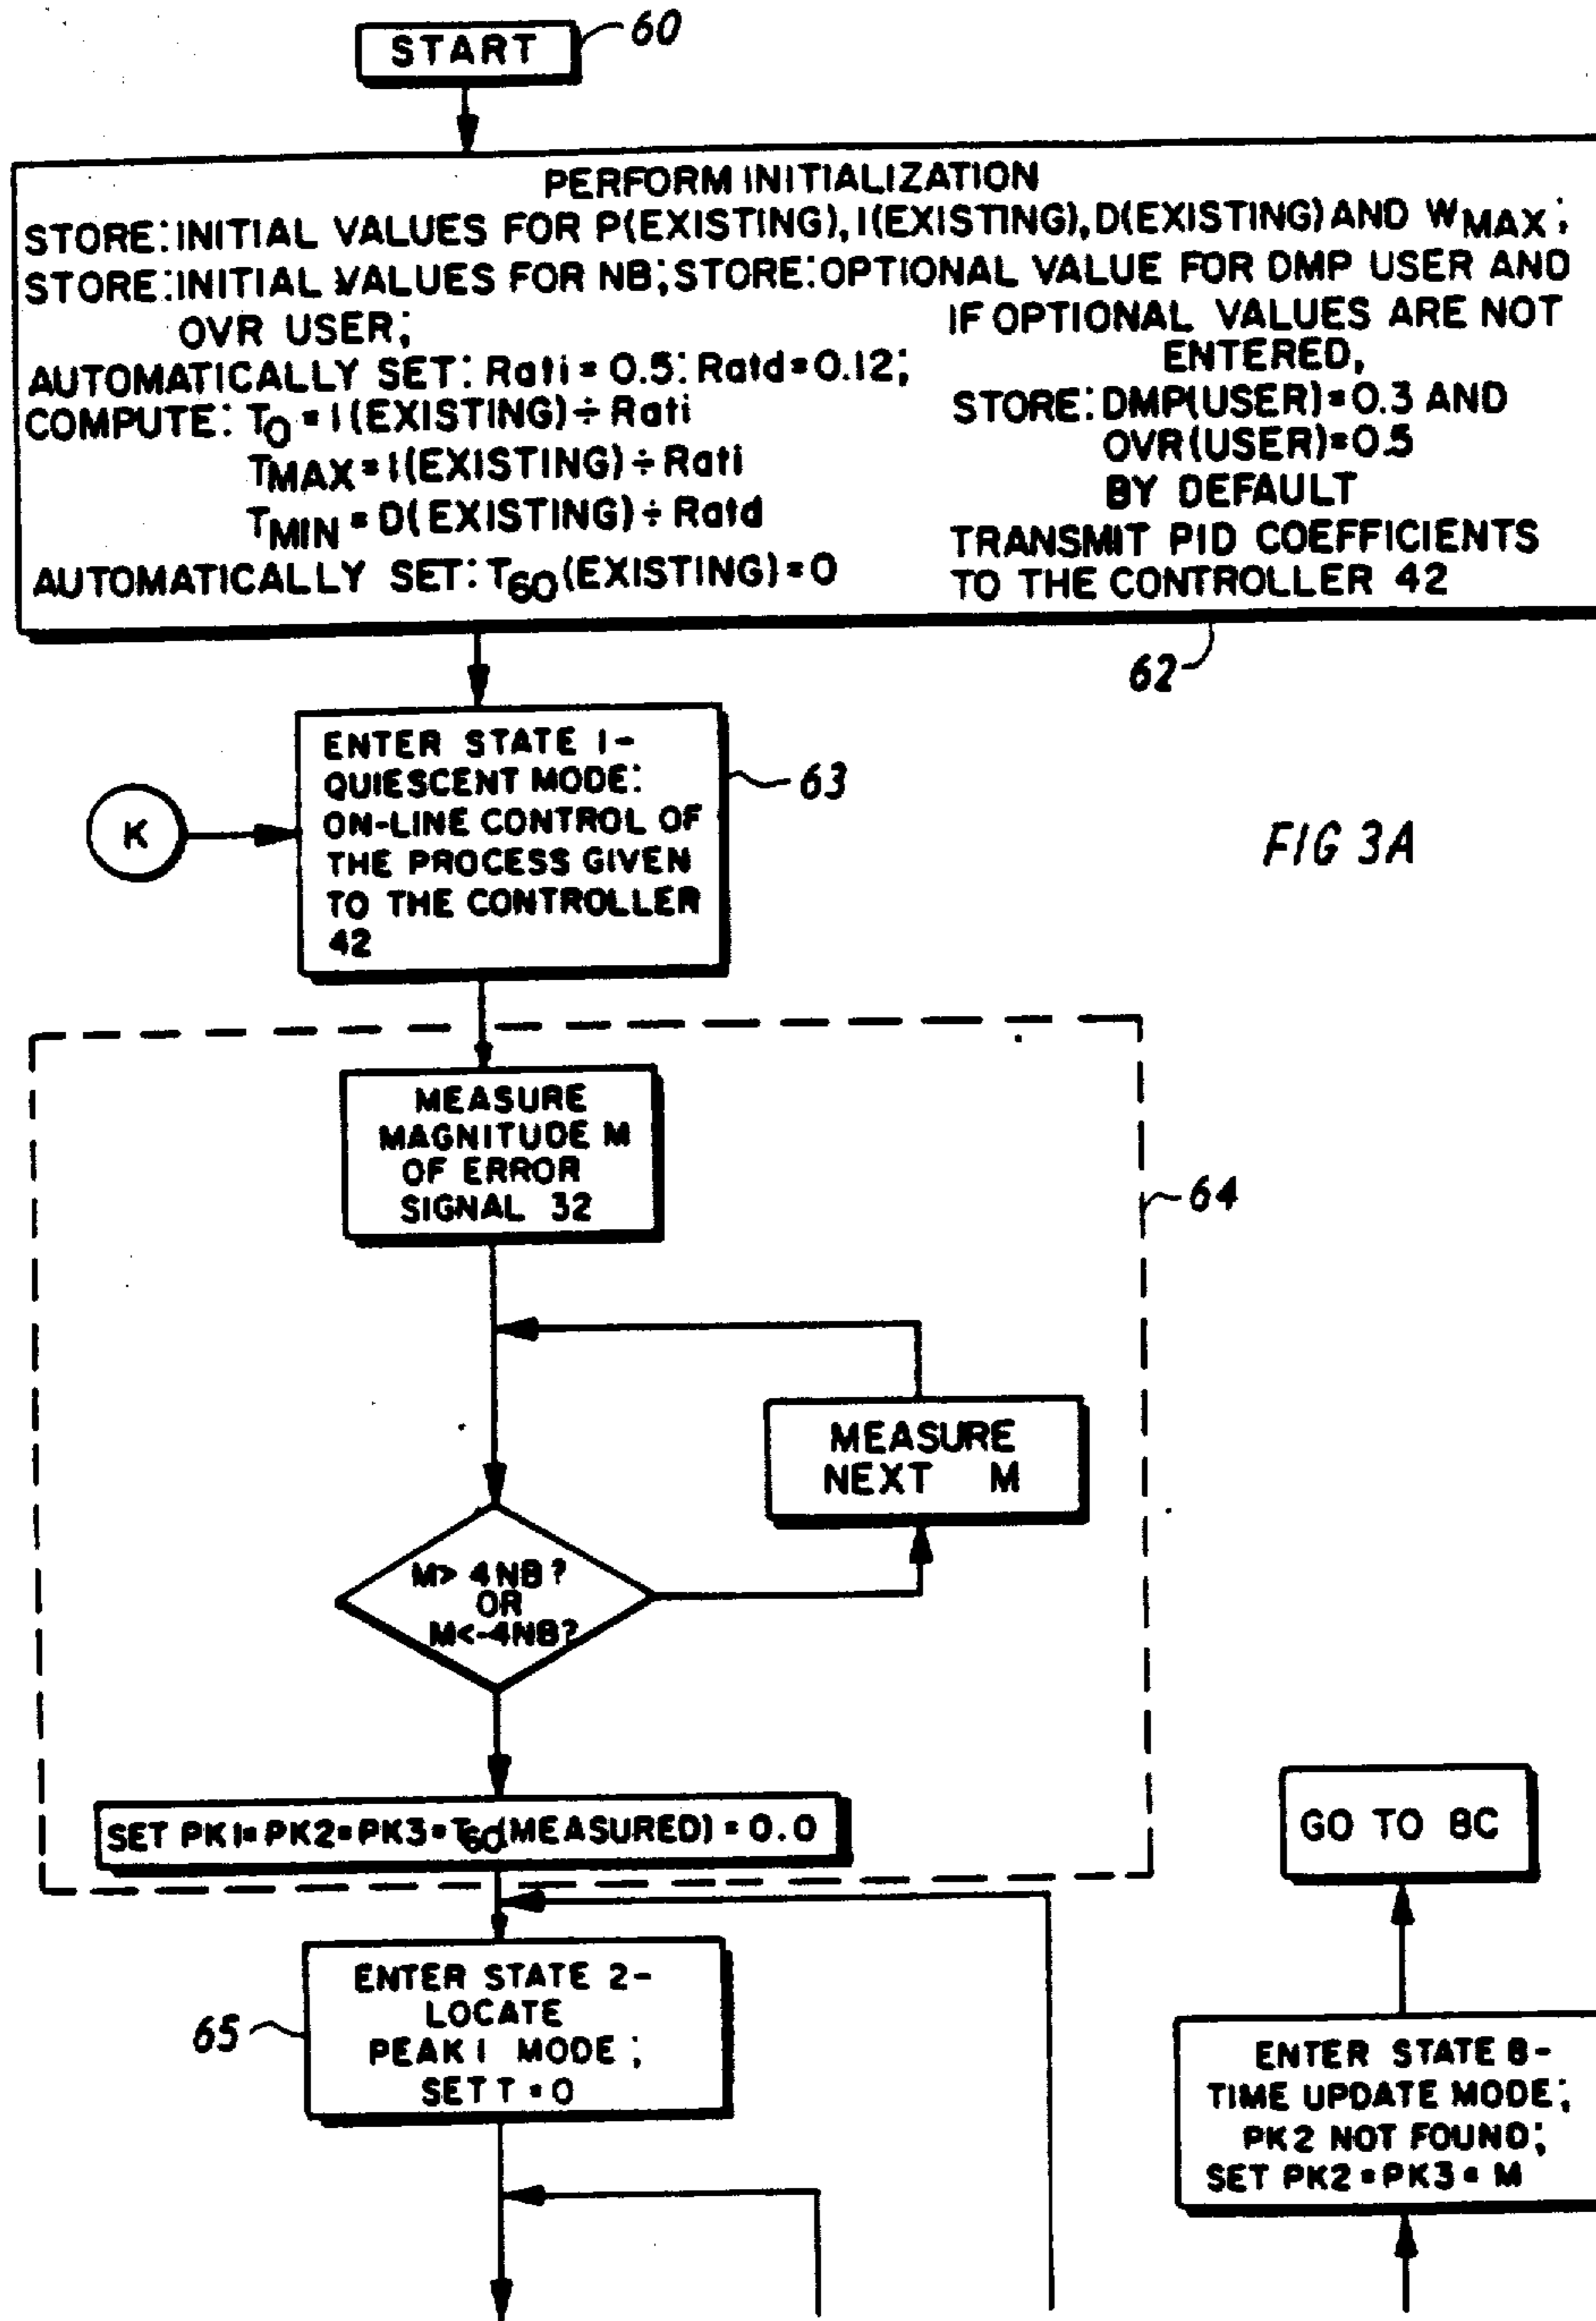 START
60
PERFORM INITIALIZATION
STORE: INITIAL VALUES FOR P(EXISTING), I(EXISTING), D(EXISTING) AND WMAX;
STORE: INITIAL VALUES FOR NB; STORE: OPTIONAL VALUE FOR DMP USER AND
OVR USER;
IF OPTIONAL VALUES ARE NOT
ENTERED,
AUTOMATICALLY SET: Rati = 0.5: Ratd = 0.12;
COMPUTE: TO = I(EXISTING) ÷ Rati
STORE: DMP(USER)=0.3 AND
OVR(USER)=0.5
TMAX = I(EXISTING) ÷ Rati
BY DEFAULT
TMIN = D(EXISTING) ÷ Ratd
TRANSMIT PID COEFFICIENTS
AUTOMATICALLY SET: T60(EXISTING) = 0
TO THE CONTROLLER 42
62
ENTER STATE 1-
QUIESCENT MODE:
ON-LINE CONTROL OF
THE PROCESS GIVEN
TO THE CONTROLLER
42
63
K
FIG 3A
MEASURE
MAGNITUDE M
OF ERROR
SIGNAL 32
64
MEASURE
NEXT M
M> 4NB?
OR
M<-4NB?
SET PK1=PK2=PK3=T60(MEASURED) = 0.0
GO TO 8C
ENTER STATE 2-
LOCATE
PEAK 1 MODE;
SET T = 0
65
ENTER STATE 8-
TIME UPDATE MODE;
PK2 NOT FOUND;
SET PK2 = PK3 = M